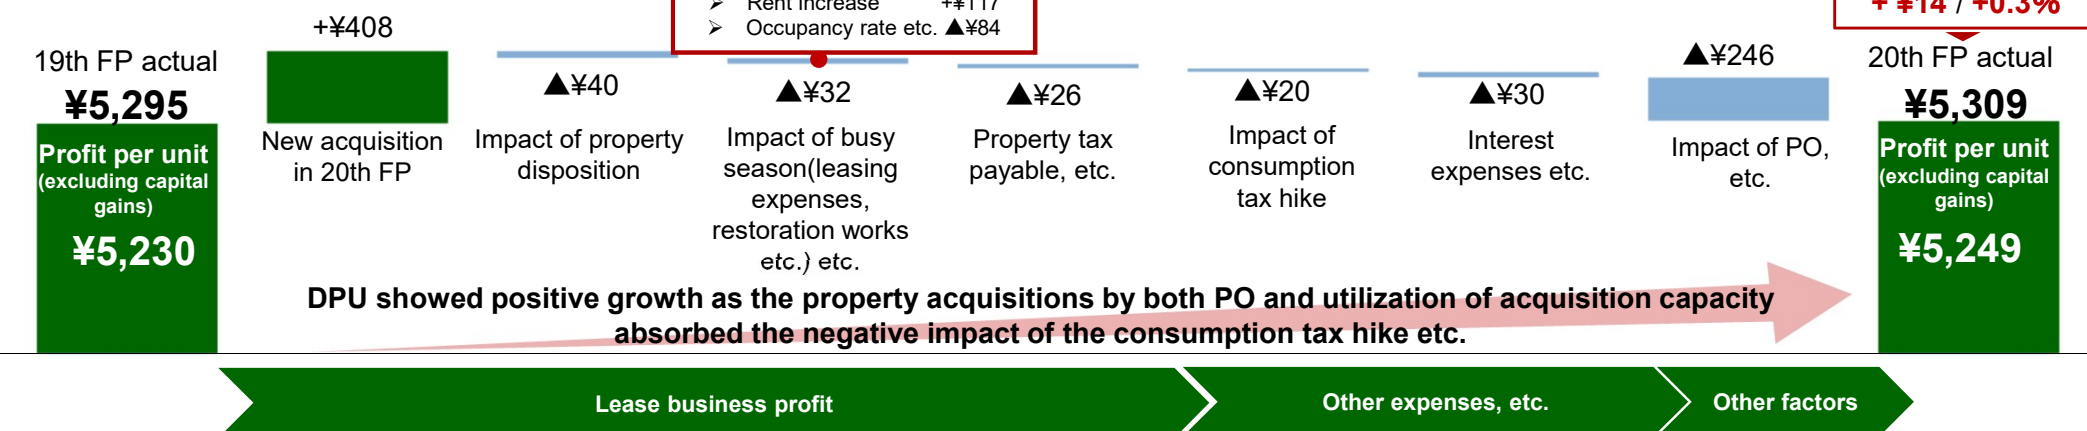 ➢ Rent increase +¥117
➢ Occupancy rate etc. ▲¥84
+ ¥14 / +0.3%
19th FP actual
¥5,295
Profit per unit
(excluding capital
gains)
¥5,230
+¥408
New acquisition
in 20th FP
▲¥40
Impact of property
disposition
▲¥32
Impact of busy
season(leasing
expenses,
restoration works
etc.) etc.
▲¥26
Property tax
payable, etc.
▲¥20
Impact of
consumption
tax hike
▲¥30
Interest
expenses etc.
▲¥246
Impact of PO,
etc.
20th FP actual
¥5,309
Profit per unit
(excluding capital
gains)
¥5,249
DPU showed positive growth as the property acquisitions by both PO and utilization of acquisition capacity
absorbed the negative impact of the consumption tax hike etc.
Lease business profit
Other expenses, etc.
Other factors